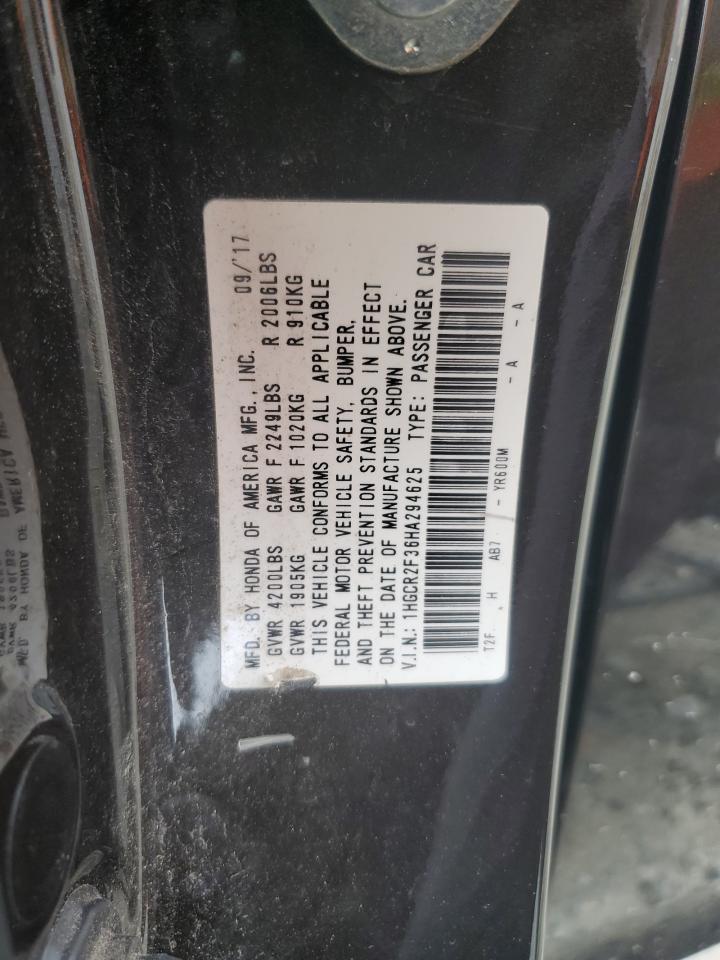 MFD. BY HONDA OF AMERICA MFG., INC. 09/'17
GVWR 4200LBS GAWR F 2249LBS R 2006LBS
GVWR 1905KG GAWR F 1020KG R 910KG
THIS VEHICLE CONFORMS TO ALL APPLICABLE
FEDERAL MOTOR VEHICLE SAFETY, BUMPER,
AND THEFT PREVENTION STANDARDS IN EFFECT
ON THE DATE OF MANUFACTURE SHOWN ABOVE.
V.I.N.: 1HGCR2F36HA294625 TYPE: PASSENGER CAR
T2F H AB7 - YR600M - A - A